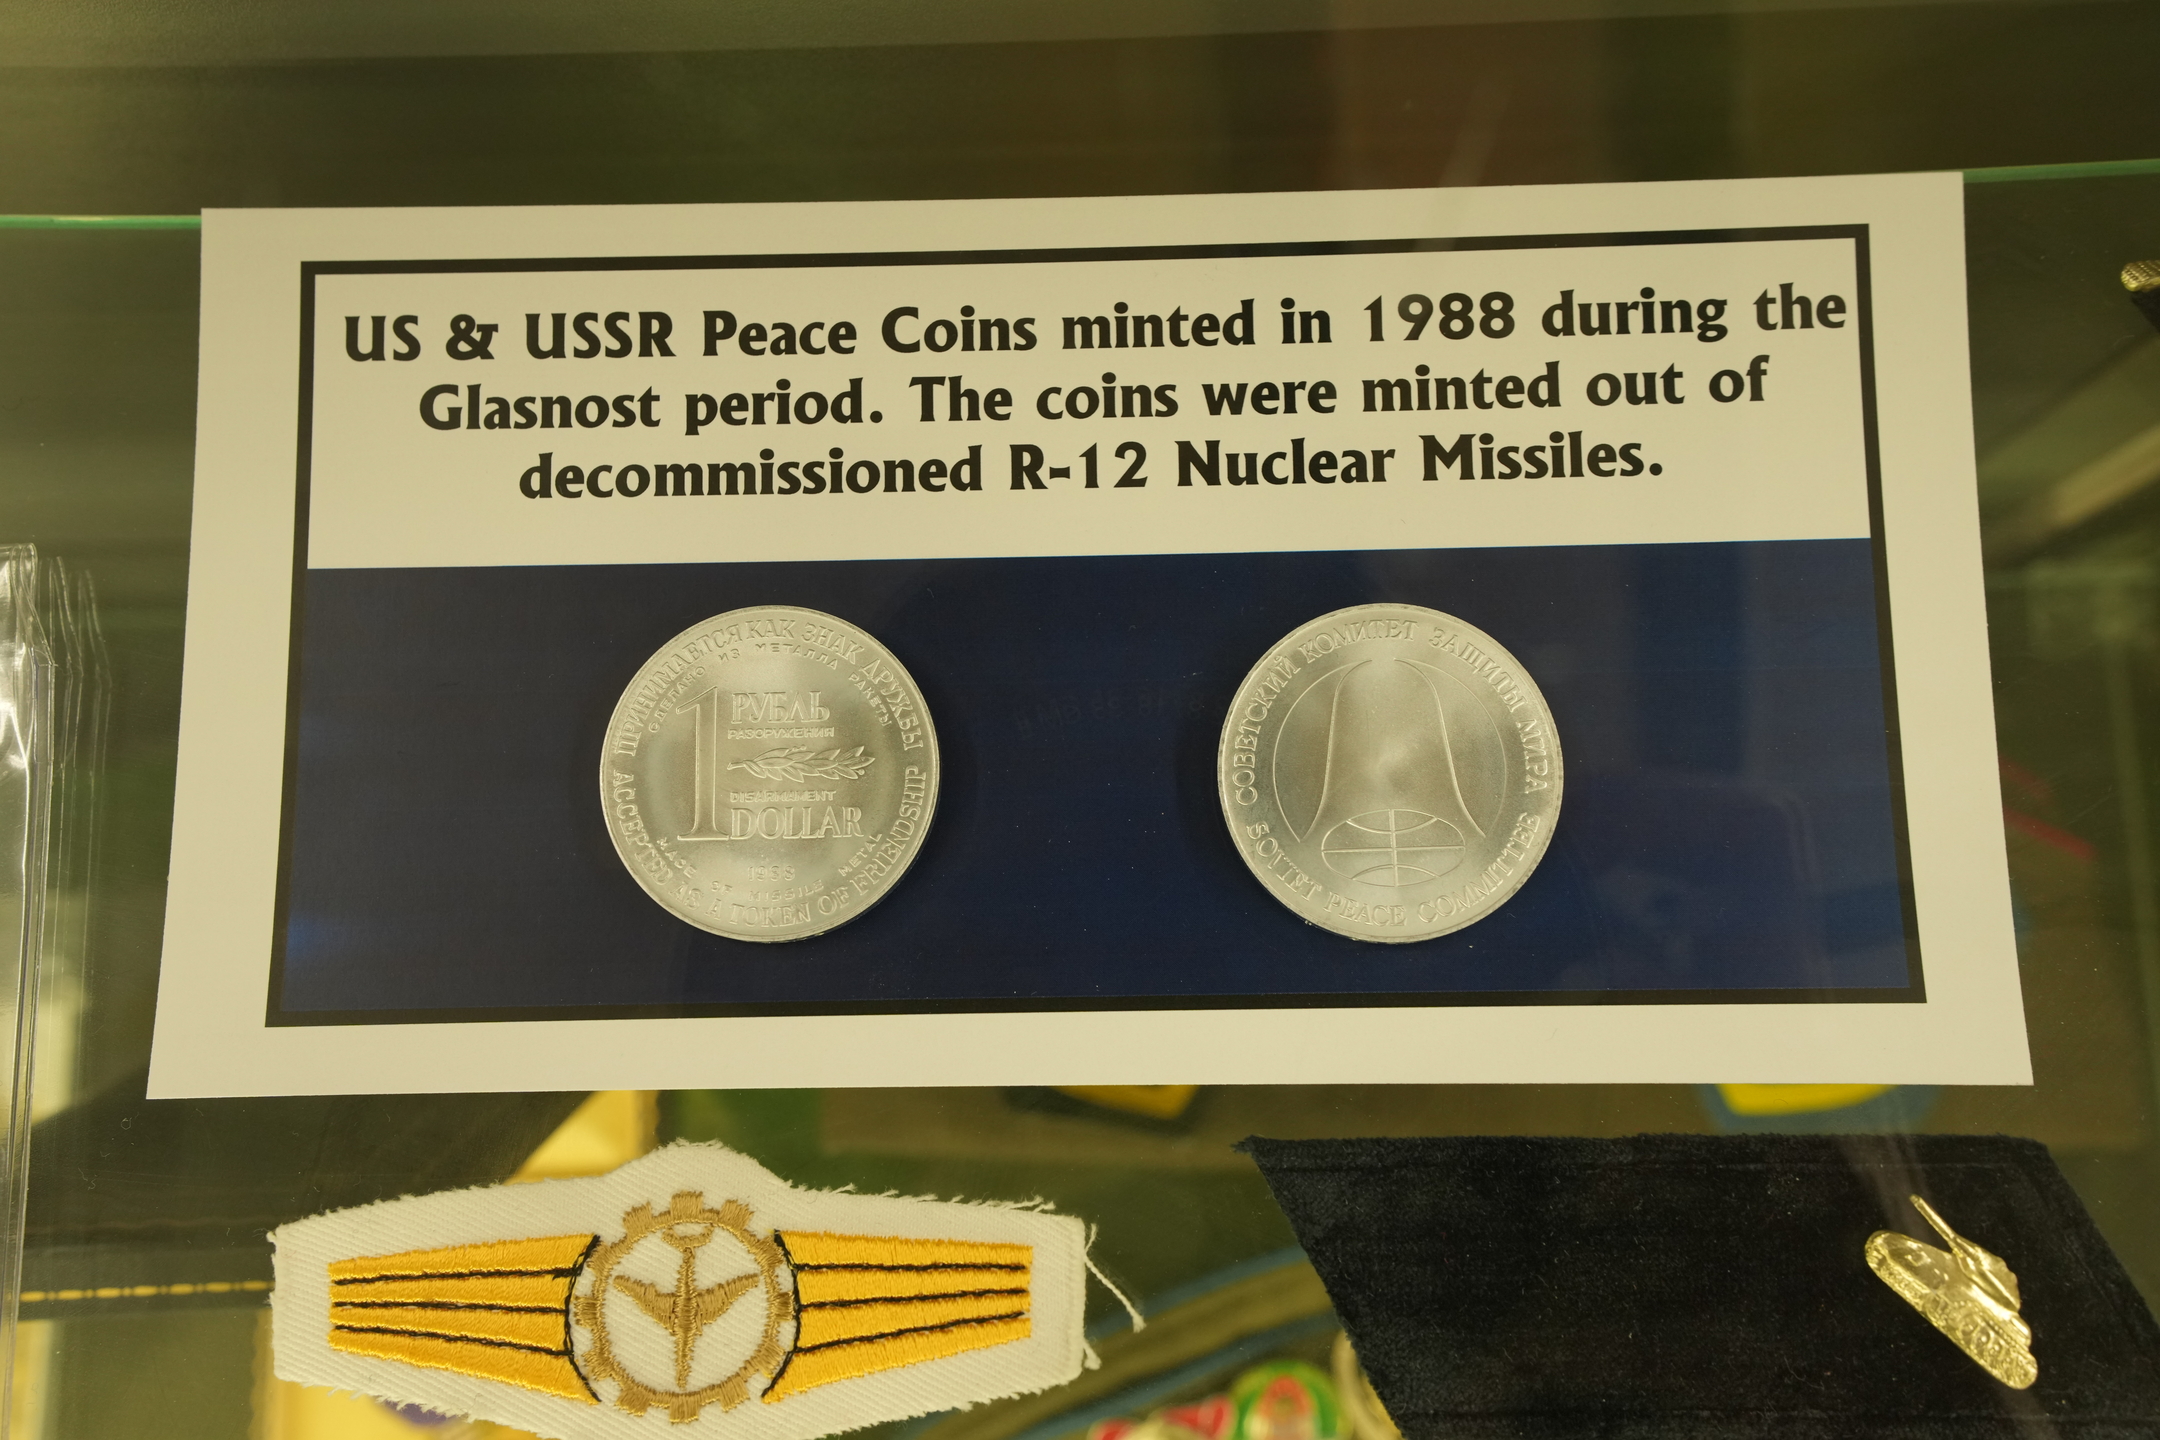 US & USSR Peace Coins minted in 1988 during the
Glasnost period. The coins were minted out of
decommissioned R-12 Nuclear Missiles.
ПРИНИМАЕТСЯ КАК ЗНАК ДРУЖБЫ
СДЕЛАНО ИЗ МЕТАЛЛА РАКЕТЫ
1 РУБЛЬ
РАЗОРУЖЕНИЯ
DISARMAMENT
DOLLAR
1988
MADE OF MISSILE METAL
ACCEPTED AS A TOKEN OF FRIENDSHIP
СОВЕТСКИЙ КОМИТЕТ ЗАЩИТЫ МИРА
SOVIET PEACE COMMITTEE